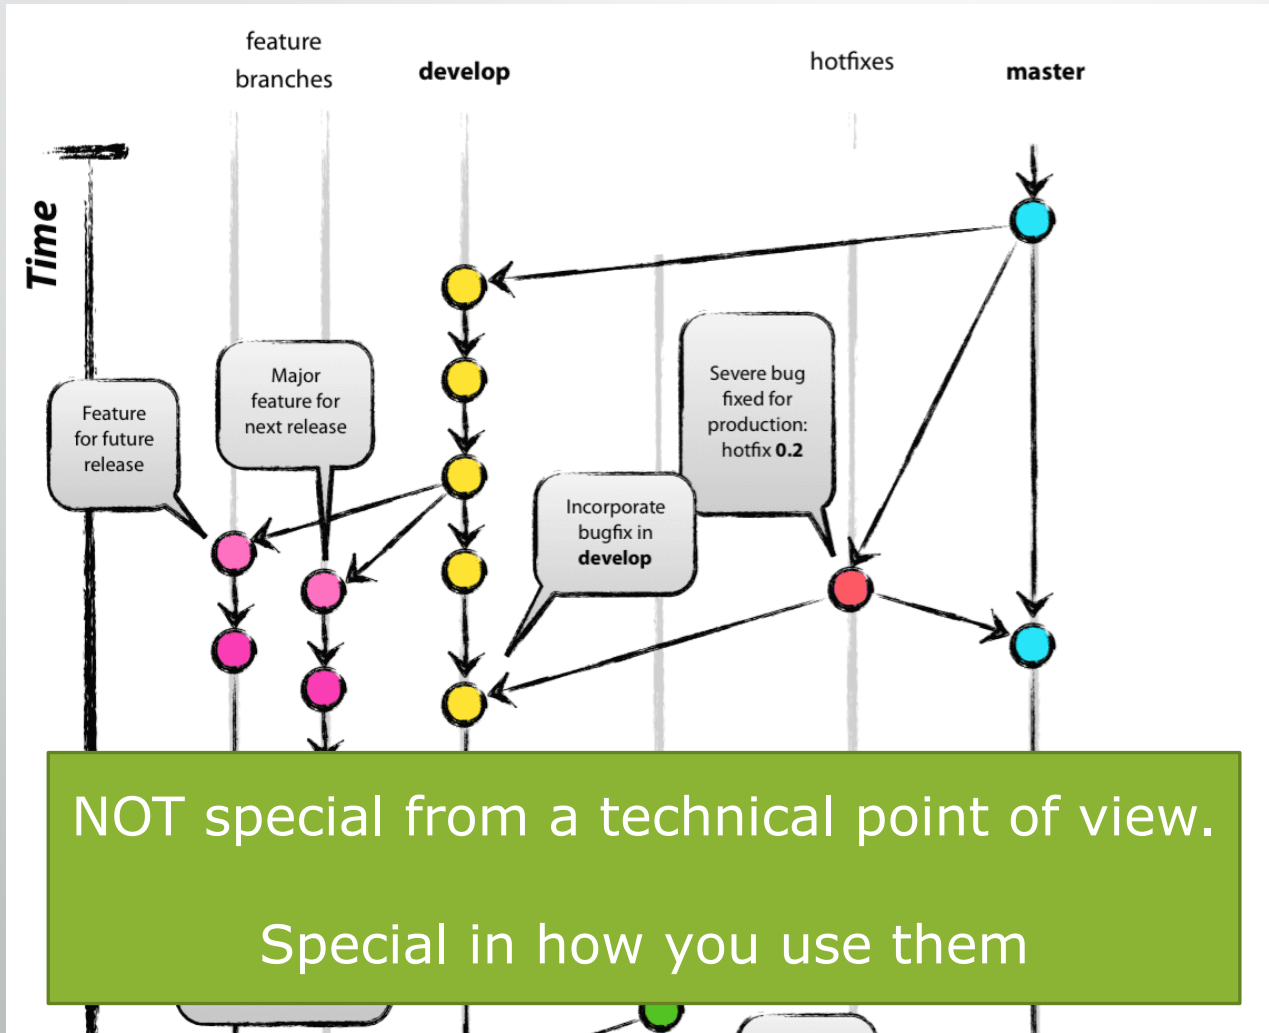 feature
branches
develop
hotfixes
master
Time
Feature
for future
release
Major
feature for
next release
Severe bug
fixed for
production:
hotfix 0.2
Incorporate
bugfix in
develop
NOT special from a technical point of view.
Special in how you use them